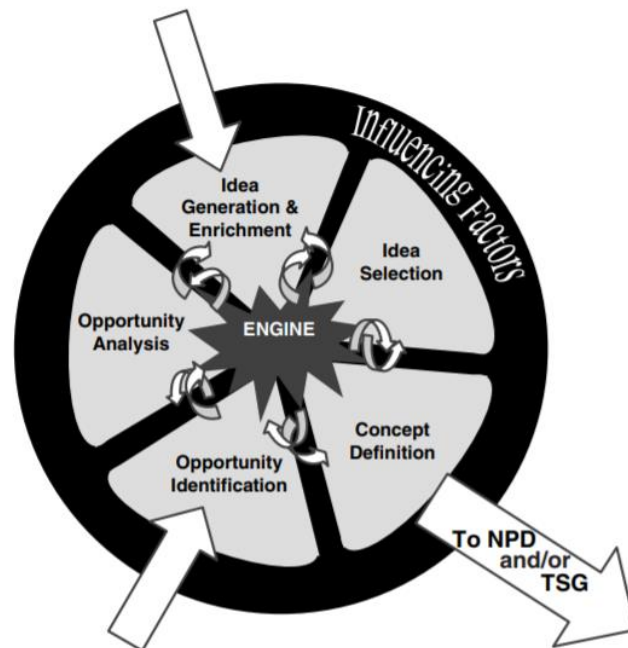 Influencing Factors
Idea
Generation &
Enrichment
Idea
Selection
Opportunity
Analysis
ENGINE
Concept
Definition
Opportunity
Identification
To NPD
and/or
TSG